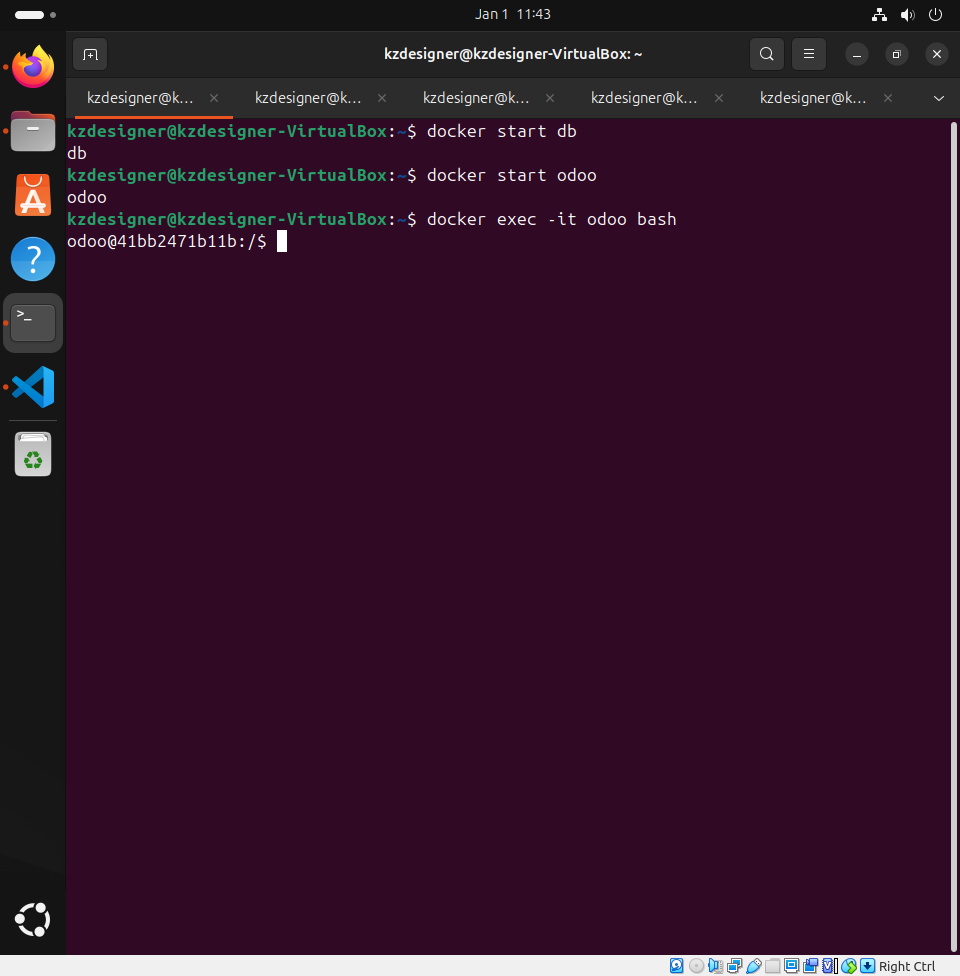 Jan 1 11:43
kzdesigner@kzdesigner-VirtualBox: ~
kzdesigner@k... kzdesigner@k... kzdesigner@k... kzdesigner@k... kzdesigner@k...
kzdesigner@kzdesigner-VirtualBox:~$ docker start db
db
kzdesigner@kzdesigner-VirtualBox:~$ docker start odoo
odoo
kzdesigner@kzdesigner-VirtualBox:~$ docker exec -it odoo bash
odoo@41bb2471b11b:/$
Right Ctrl